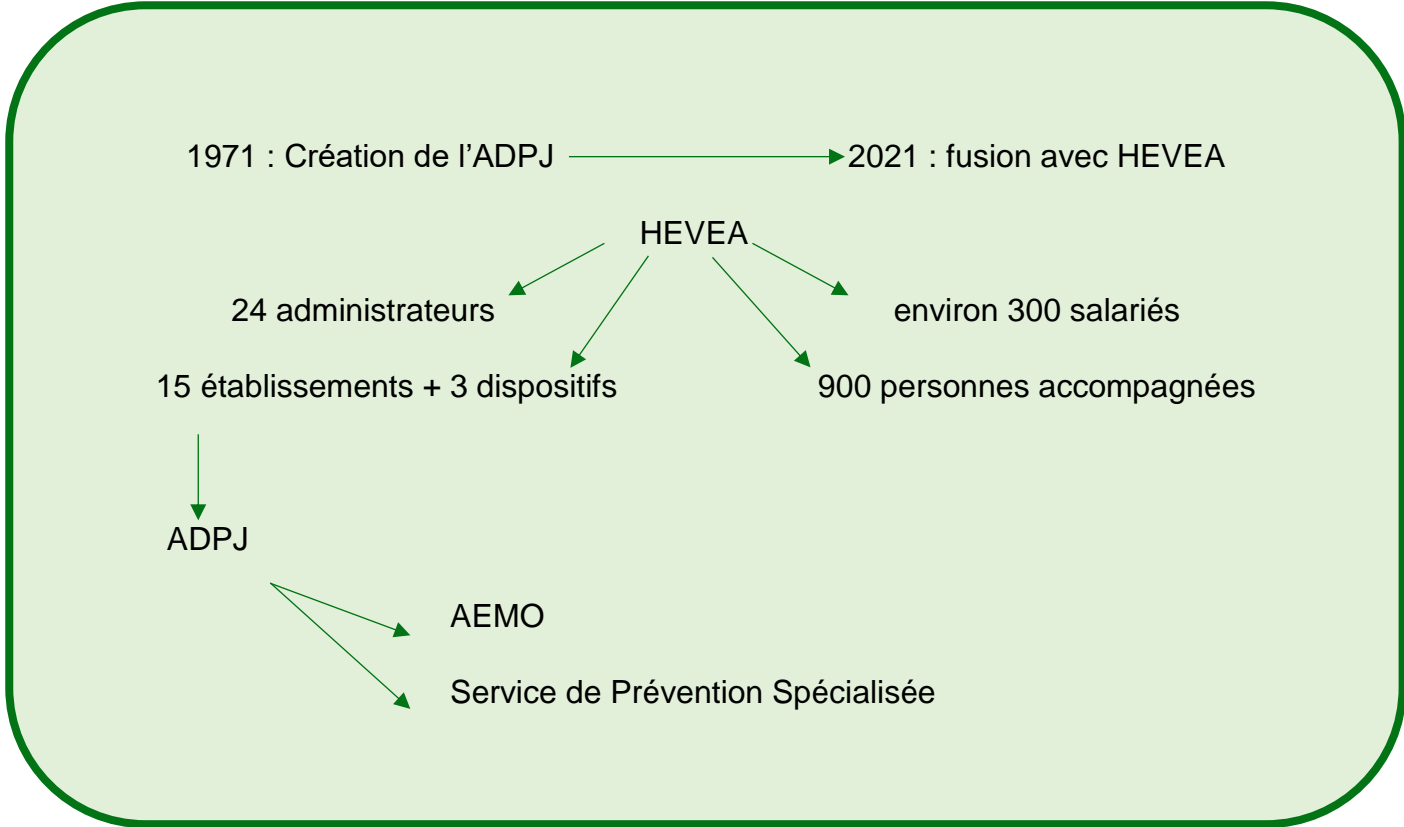 1971 : Création de l’ADPJ 2021 : fusion avec HEVEA
HEVEA
24 administrateurs environ 300 salariés
15 établissements + 3 dispositifs 900 personnes accompagnées
ADPJ
AEMO
Service de Prévention Spécialisée